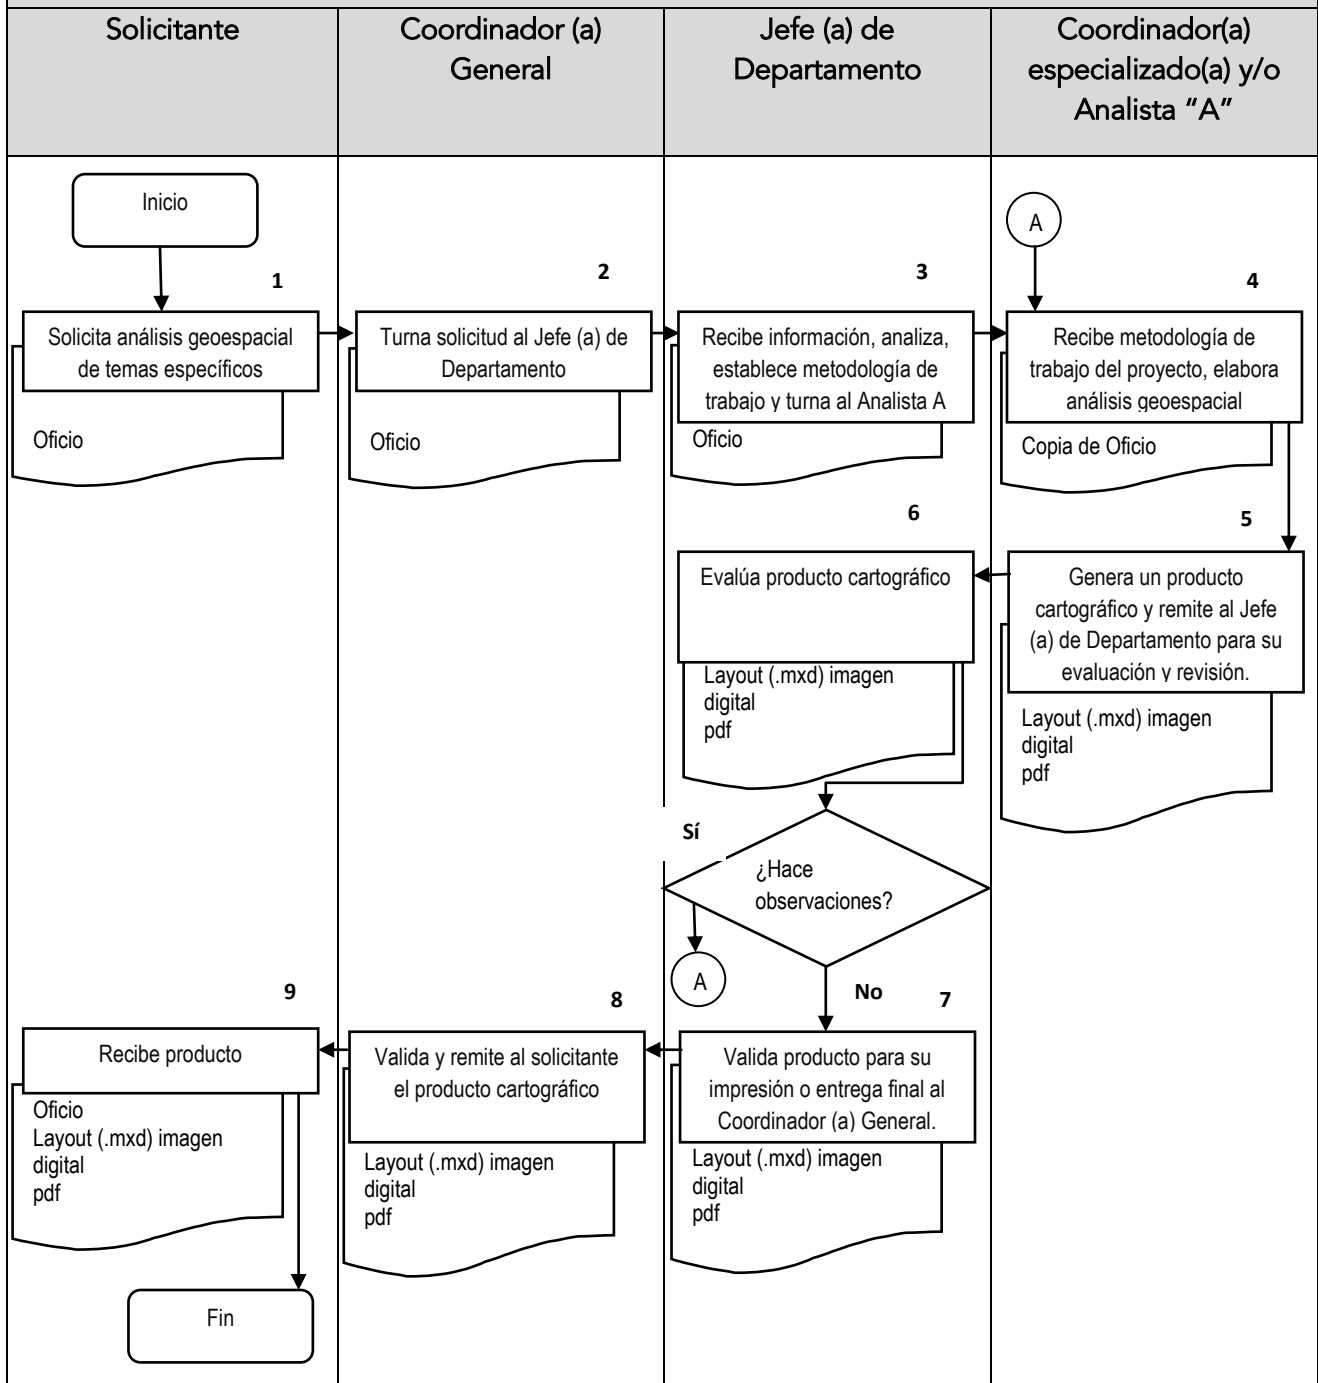 Solicitante
Coordinador (a)
General
Jefe (a) de
Departamento
Coordinador(a)
especializado(a) y/o
Analista "A"
Inicio
1
Solicita análisis geoespacial
de temas específicos
Oficio
2
Turna solicitud al Jefe (a) de
Departamento
Oficio
3
Recibe información, analiza,
establece metodología de
trabajo y turna al Analista A
Oficio
A
4
Recibe metodología de
trabajo del proyecto, elabora
análisis geoespacial
Copia de Oficio
5
Genera un producto
cartográfico y remite al Jefe
(a) de Departamento para su
evaluación y revisión.
Layout (.mxd) imagen
digital
pdf
6
Evalúa producto cartográfico
Layout (.mxd) imagen
digital
pdf
¿Hace
observaciones?
Sí
A
No
7
Valida producto para su
impresión o entrega final al
Coordinador (a) General.
Layout (.mxd) imagen
digital
pdf
8
Valida y remite al solicitante
el producto cartográfico
Layout (.mxd) imagen
digital
pdf
9
Recibe producto
Oficio
Layout (.mxd) imagen
digital
pdf
Fin